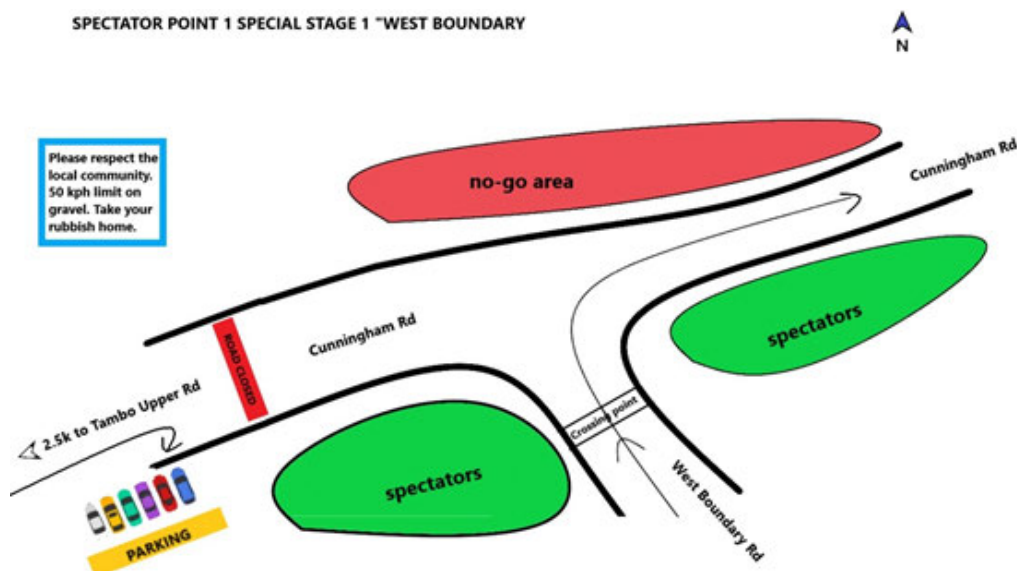 SPECTATOR POINT 1 SPECIAL STAGE 1 "WEST BOUNDARY
N
Please respect the
local community.
50 kph limit on
gravel. Take your
rubbish home.
no-go area
Cunningham Rd
spectators
Cunningham Rd
ROAD CLOSED
2.5k to Tambo Upper Rd
Crossing point
spectators
West Boundary Rd
PARKING